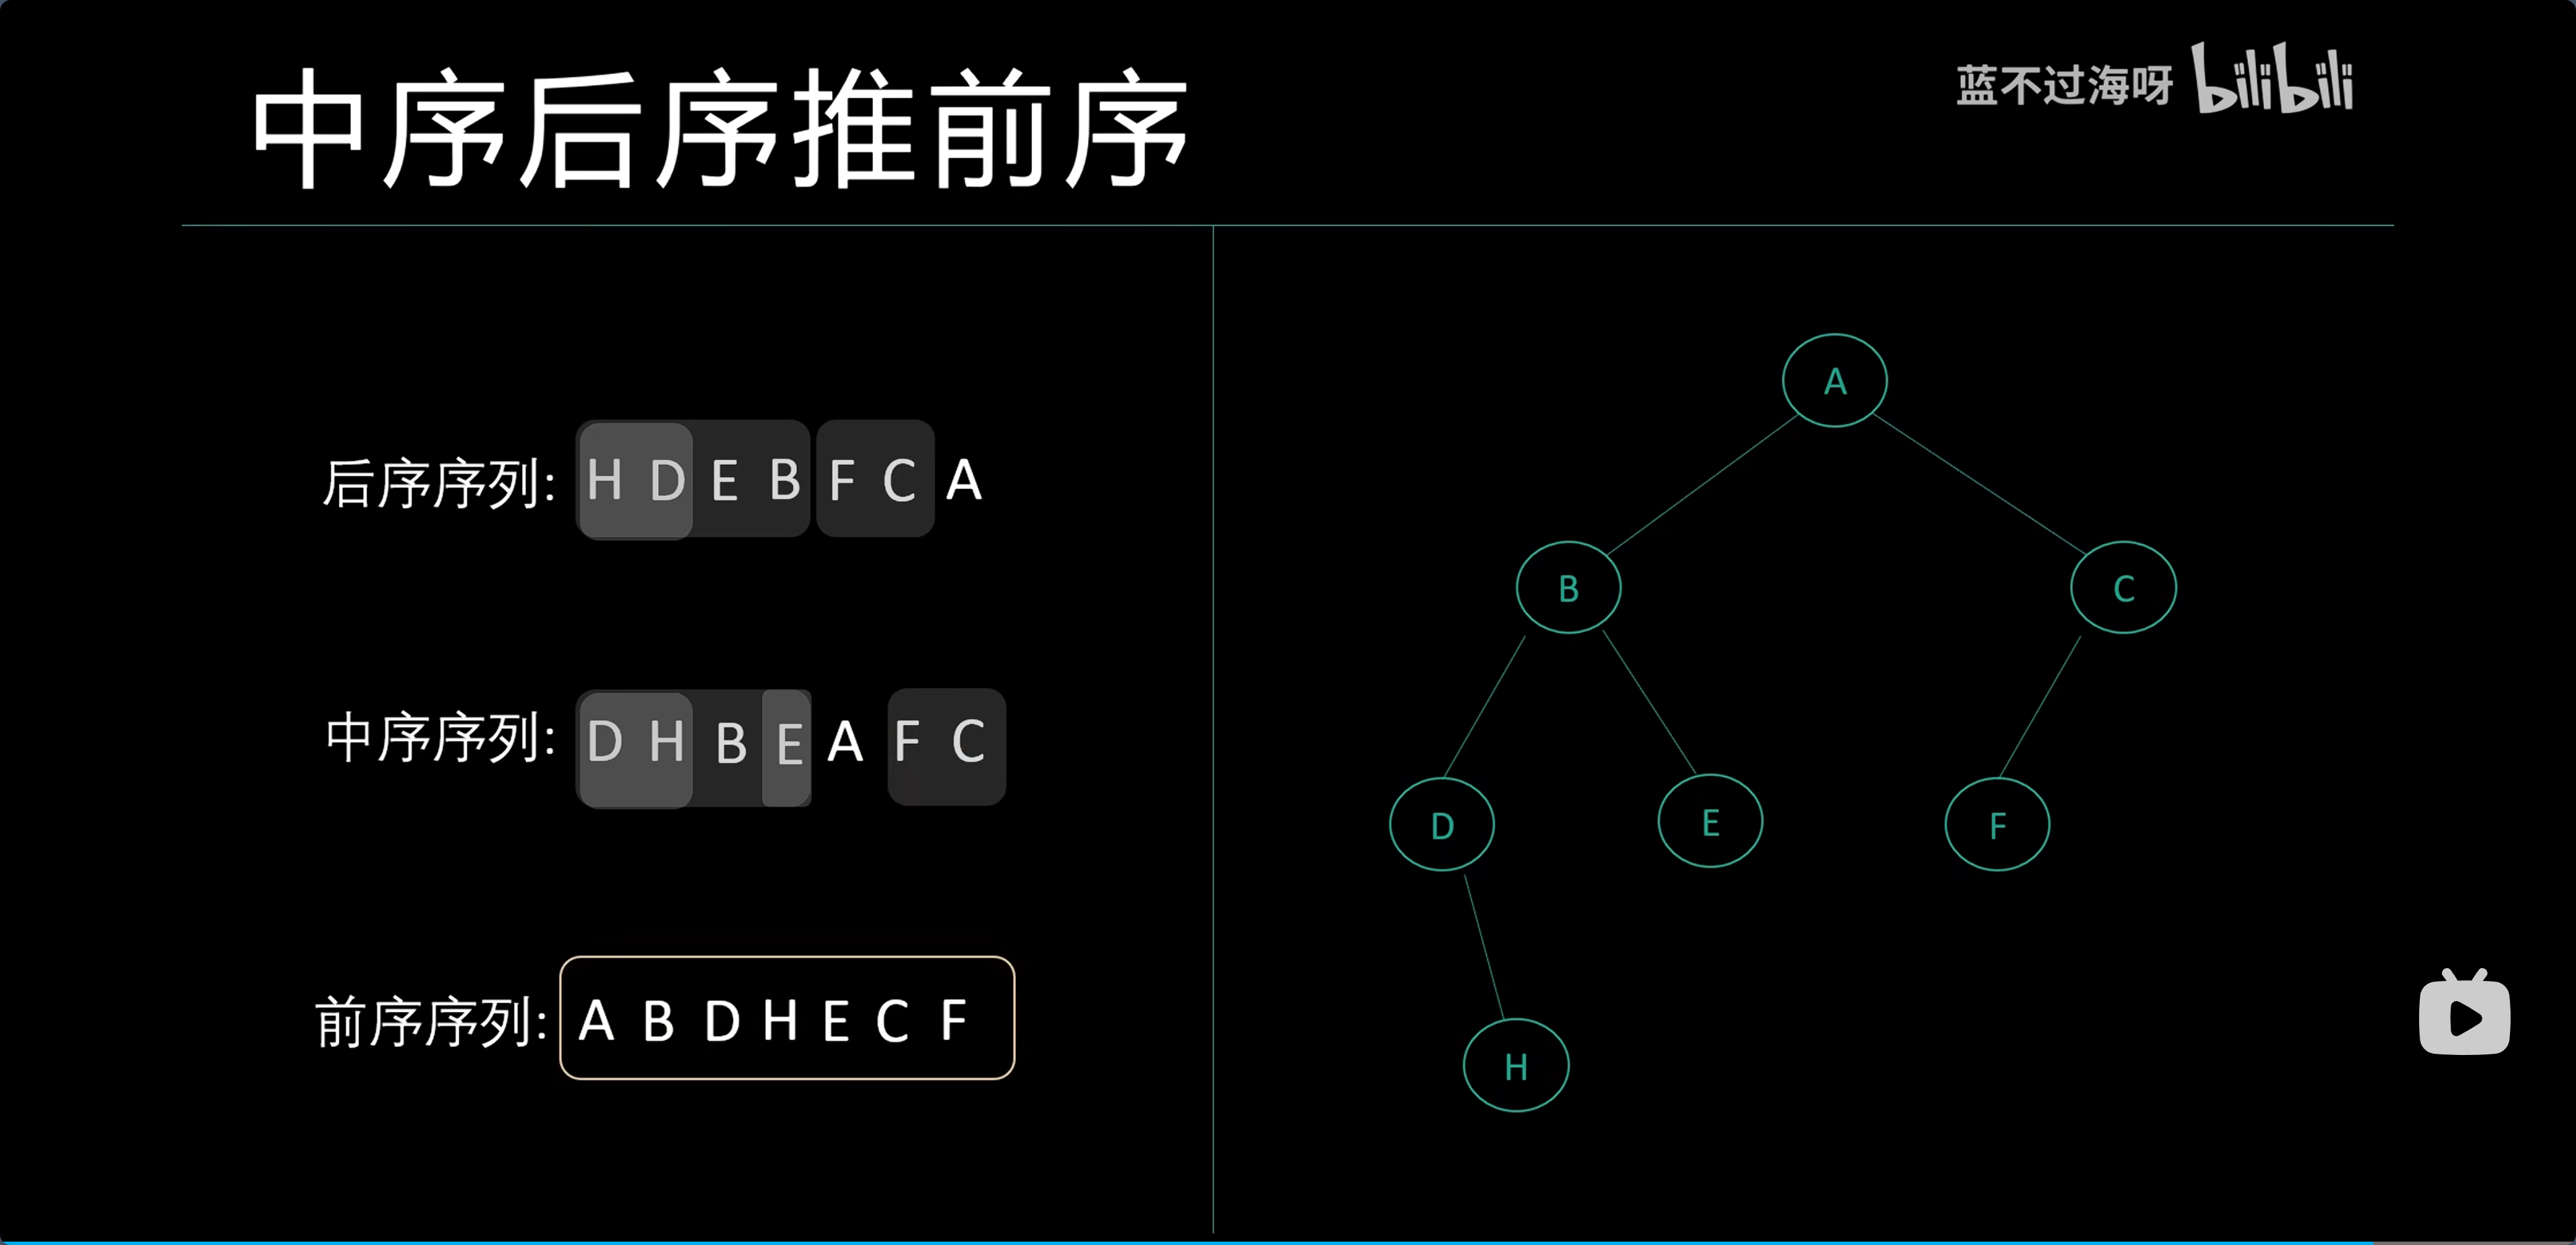 中序后序推前序
蓝不过海呀 bilibili
后序序列: H D E B F C A
中序序列: D H B E A F C
前序序列: A B D H E C F
A
B
C
D
E
F
H